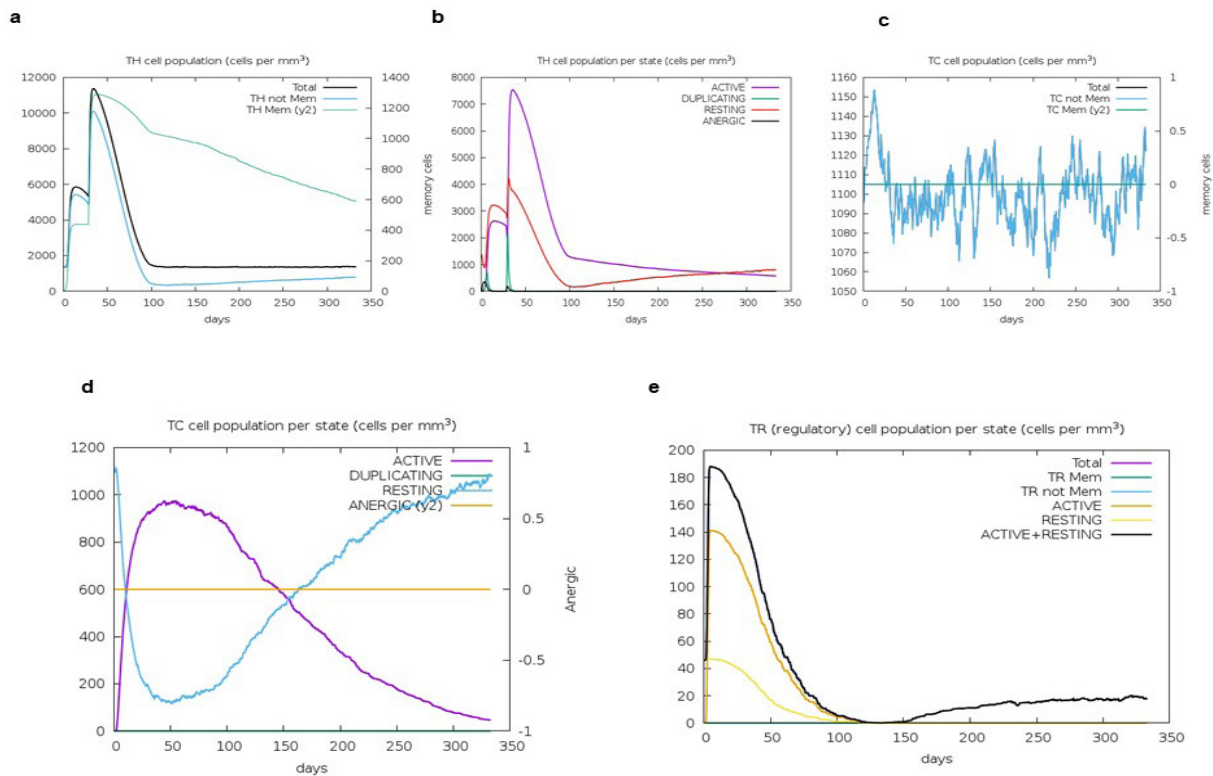 a
TH cell population (cells per mm³)
12000
10000
8000
6000
4000
2000
0
1400
1200
1000
800
600
400
200
0
Total
TH not Mem
TH Mem (y2)
memory cells
0
50
100
150
200
250
300
350
days
b
TH cell population per state (cells per mm³)
8000
7000
6000
5000
4000
3000
2000
1000
0
ACTIVE
DUPLICATING
RESTING
ANERGIC
0
50
100
150
200
250
300
350
days
c
TC cell population (cells per mm³)
1160
1150
1140
1130
1120
1110
1100
1090
1080
1070
1060
1050
1
0.5
0
-0.5
-1
Total
TC not Mem
TC Mem (y2)
memory cells
0
50
100
150
200
250
300
350
days
d
TC cell population per state (cells per mm³)
1200
1000
800
600
400
200
0
1
0.5
0
-0.5
-1
ACTIVE
DUPLICATING
RESTING
ANERGIC (y2)
Anergic
0
50
100
150
200
250
300
350
days
e
TR (regulatory) cell population per state (cells per mm³)
200
180
160
140
120
100
80
60
40
20
0
Total
TR Mem
TR not Mem
ACTIVE
RESTING
ACTIVE+RESTING
0
50
100
150
200
250
300
350
days